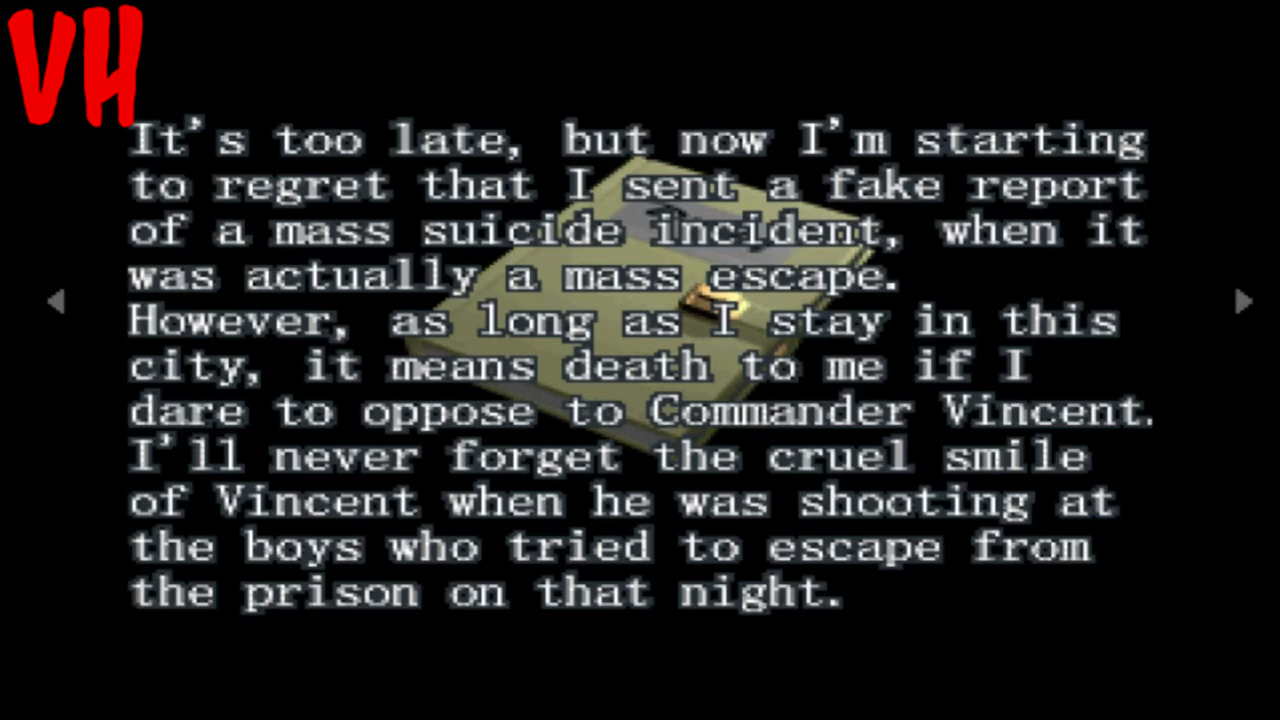 VH
It's too late, but now I'm starting
to regret that I sent a fake report
of a mass suicide incident, when it
was actually a mass escape.
However, as long as I stay in this
city, it means death to me if I
dare to oppose to Commander Vincent.
I'll never forget the cruel smile
of Vincent when he was shooting at
the boys who tried to escape from
the prison on that night.